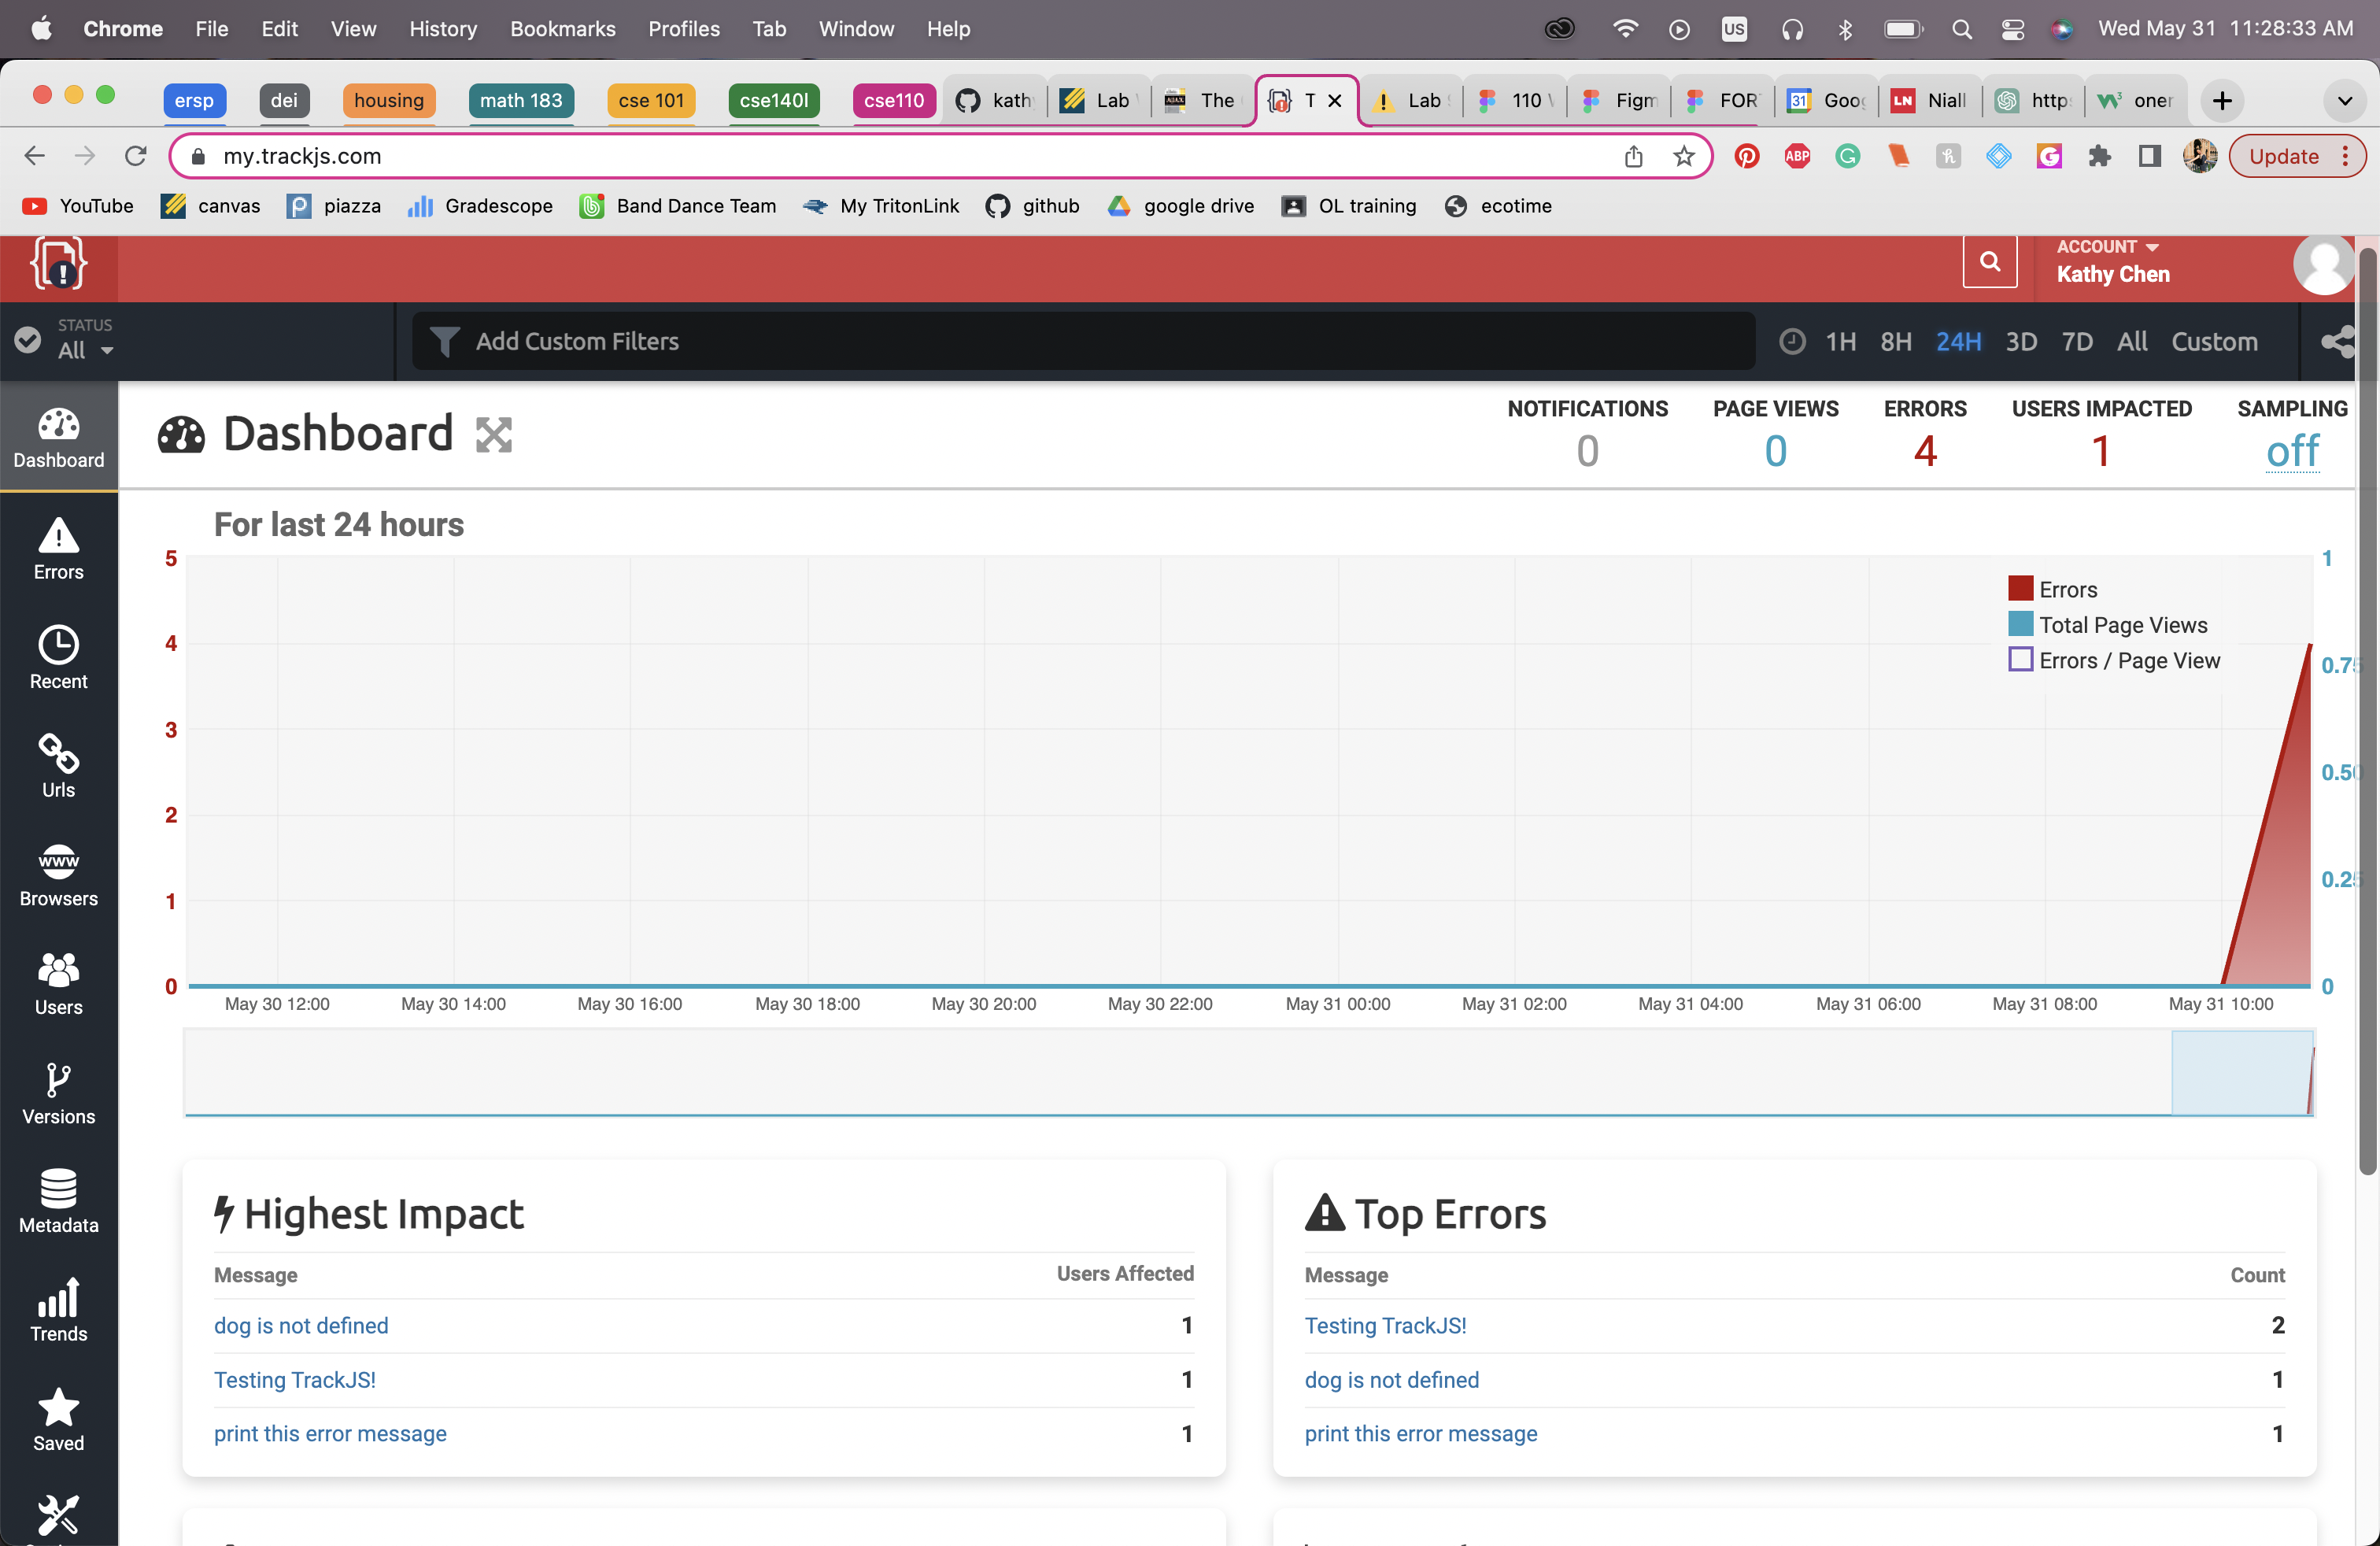 Chrome File Edit View History Bookmarks Profiles Tab Window Help US Wed May 31 11:28:33 AM
ersp dei housing math 183 cse 101 cse140l cse110 kath Lab The T Lab 110 Figm FOR 31 Goog LN Niall http oner
my.trackjs.com ABP Update
YouTube canvas piazza Gradescope Band Dance Team My TritonLink github google drive OL training ecotime
ACCOUNT
Kathy Chen
STATUS
All
Add Custom Filters
1H 8H 24H 3D 7D All Custom
Dashboard
Errors
Recent
Urls
www
Browsers
Users
Versions
Metadata
Trends
Saved
Dashboard
NOTIFICATIONS PAGE VIEWS ERRORS USERS IMPACTED SAMPLING
0 0 4 1 off
For last 24 hours
5
4
3
2
1
0
1
0.75
0.50
0.25
0
Errors
Total Page Views
Errors / Page View
May 30 12:00 May 30 14:00 May 30 16:00 May 30 18:00 May 30 20:00 May 30 22:00 May 31 00:00 May 31 02:00 May 31 04:00 May 31 06:00 May 31 08:00 May 31 10:00
Highest Impact
Message Users Affected
dog is not defined 1
Testing TrackJS! 1
print this error message 1
Top Errors
Message Count
Testing TrackJS! 2
dog is not defined 1
print this error message 1